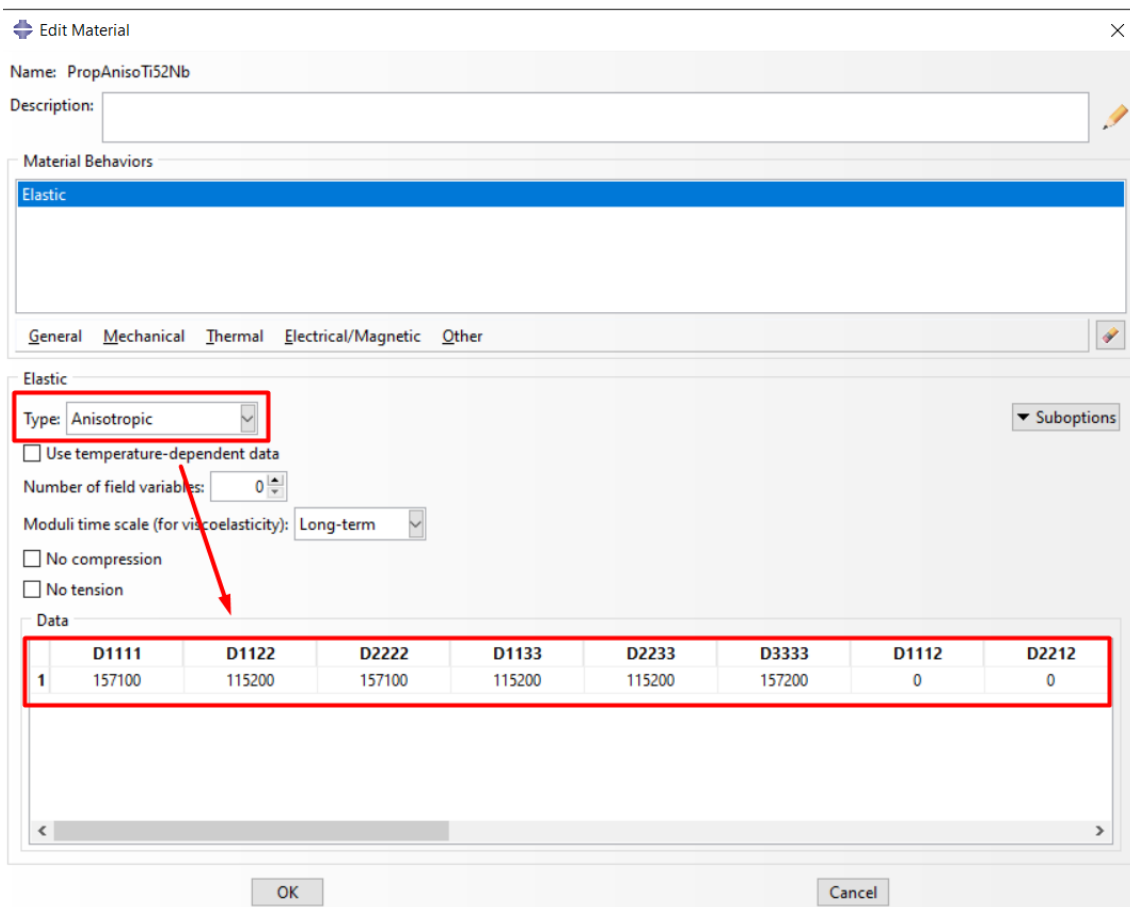 Edit Material
Name: PropAnisoTi52Nb
Description:
Material Behaviors
Elastic
General Mechanical Thermal Electrical/Magnetic Other
Elastic
Type: Anisotropic
Suboptions
Use temperature-dependent data
Number of field variables: 0
Moduli time scale (for viscoelasticity): Long-term
No compression
No tension
Data
D1111 D1122 D2222 D1133 D2233 D3333 D1112 D2212
1 157100 115200 157100 115200 115200 157200 0 0
OK Cancel